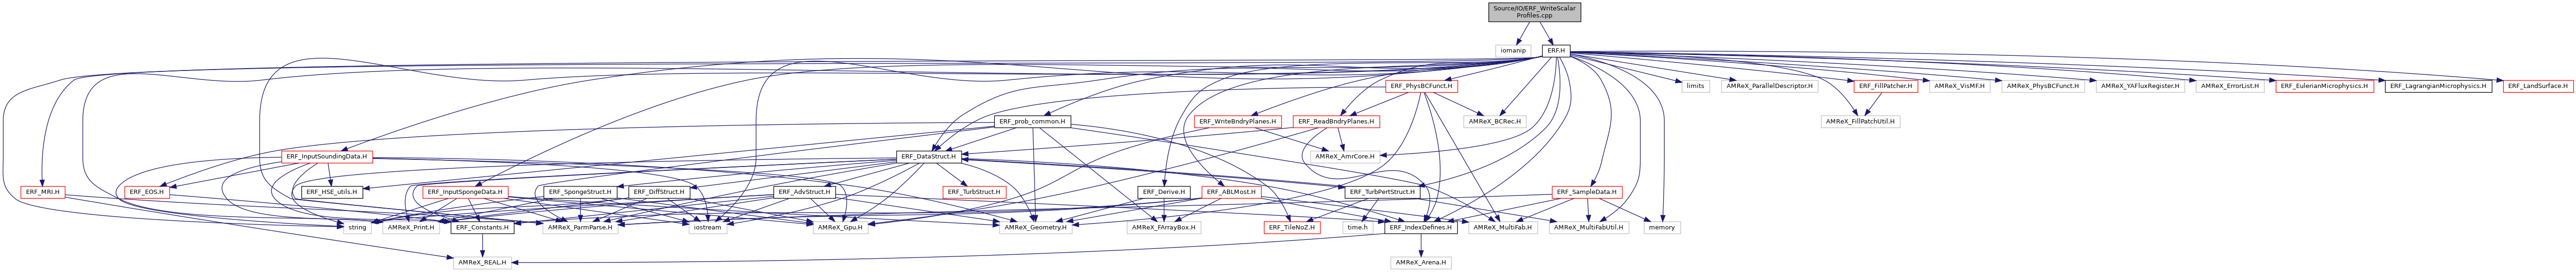 Source/IO/ERF_WriteScalar
Profiles.cpp
iomanip
ERF.H
ERF_PhysBCFunct.H
limits
AMReX_ParallelDescriptor.H
ERF_FillPatcher.H
AMReX_VisMF.H
AMReX_PhysBCFunct.H
AMReX_YAFluxRegister.H
AMReX_ErrorList.H
ERF_EulerianMicrophysics.H
ERF_LagrangianMicrophysics.H
ERF_LandSurface.H
ERF_prob_common.H
ERF_WriteBndryPlanes.H
ERF_ReadBndryPlanes.H
AMReX_BCRec.H
AMReX_FillPatchUtil.H
ERF_InputSoundingData.H
ERF_DataStruct.H
AMReX_AmrCore.H
ERF_MRI.H
ERF_EOS.H
ERF_HSE_utils.H
ERF_InputSpongeData.H
ERF_SpongeStruct.H
ERF_DiffStruct.H
ERF_AdvStruct.H
ERF_TurbStruct.H
ERF_Derive.H
ERF_ABLMost.H
ERF_TurbPertStruct.H
ERF_SampleData.H
string
AMReX_Print.H
ERF_Constants.H
AMReX_ParmParse.H
iostream
AMReX_Gpu.H
AMReX_Geometry.H
AMReX_FArrayBox.H
ERF_TileNoZ.H
time.h
ERF_IndexDefines.H
AMReX_MultiFab.H
AMReX_MultiFabUtil.H
memory
AMReX_REAL.H
AMReX_Arena.H